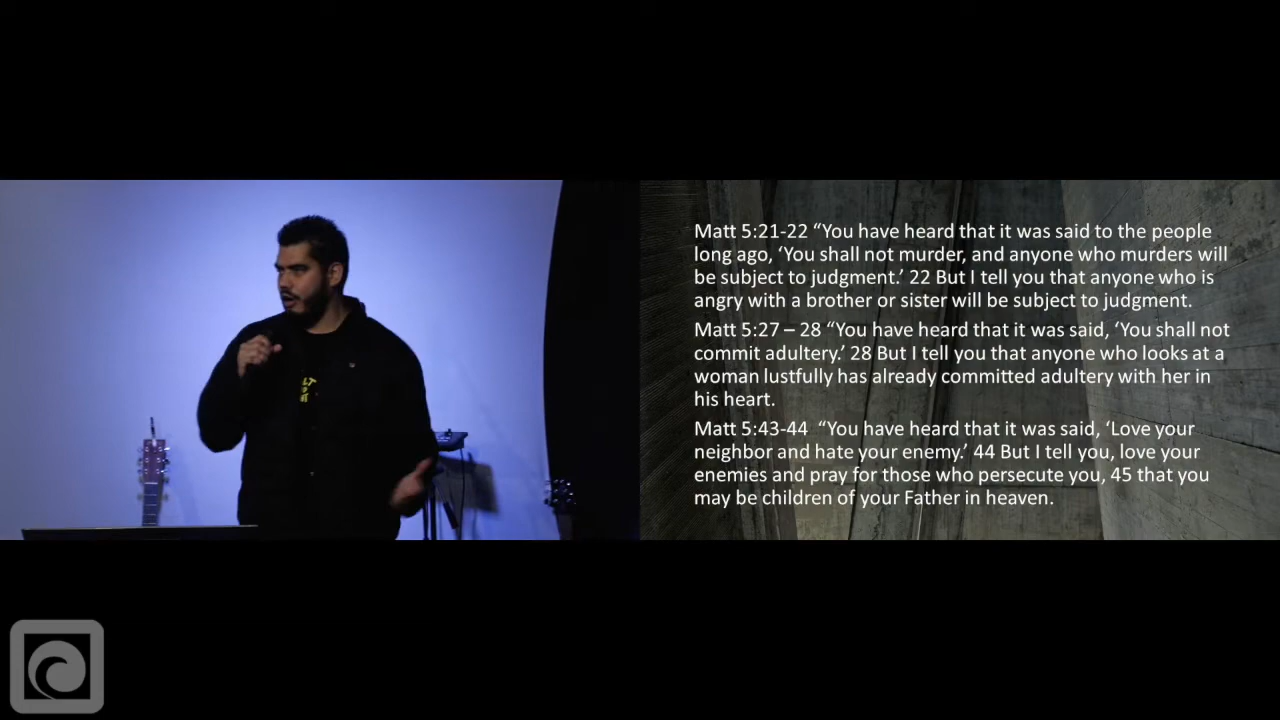 Matt 5:21-22 “You have heard that it was said to the people
long ago, ‘You shall not murder, and anyone who murders will
be subject to judgment.’ 22 But I tell you that anyone who is
angry with a brother or sister will be subject to judgment.
Matt 5:27 – 28 “You have heard that it was said, ‘You shall not
commit adultery.’ 28 But I tell you that anyone who looks at a
woman lustfully has already committed adultery with her in
his heart.
Matt 5:43-44  “You have heard that it was said, ‘Love your
neighbor and hate your enemy.’ 44 But I tell you, love your
enemies and pray for those who persecute you, 45 that you
may be children of your Father in heaven.